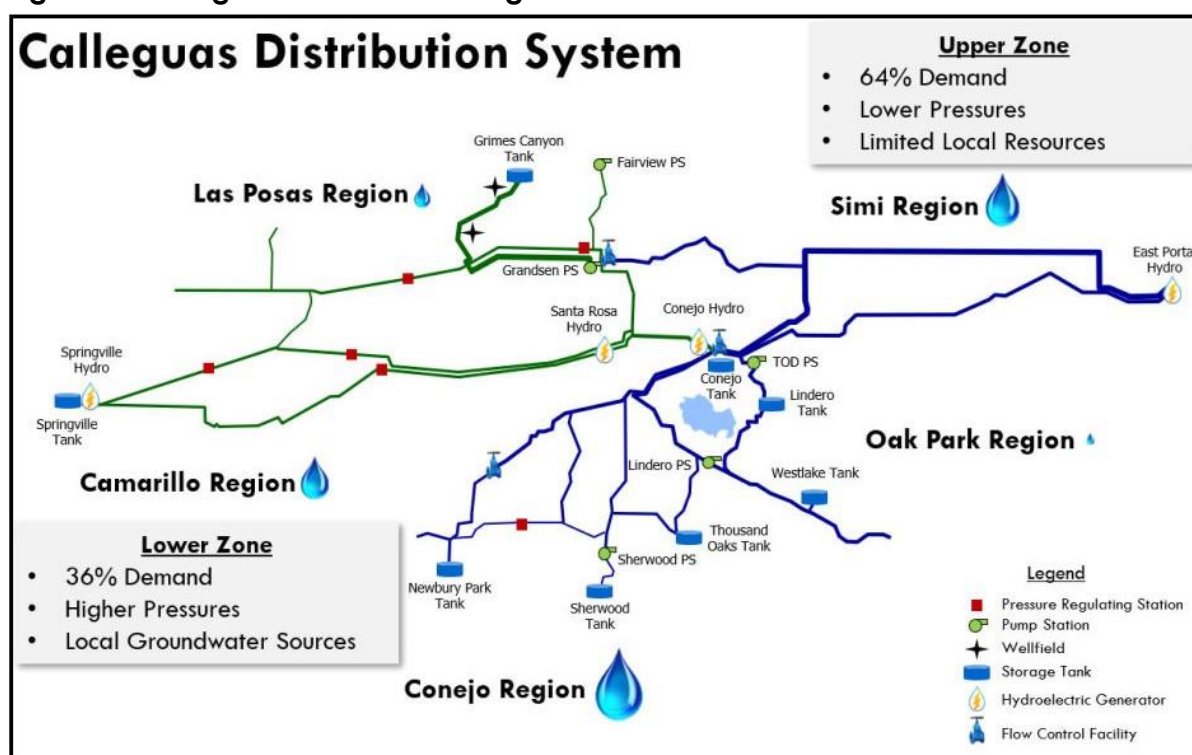 Calleguas Distribution System
Upper Zone
• 64% Demand
• Lower Pressures
• Limited Local Resources
Grimes Canyon
Tank
Fairview PS
Las Posas Region
Simi Region
East Portal
Hydro
Grandsen PS
Santa Rosa
Hydro
Conejo Hydro
Springville
Hydro
Conejo
Tank
TOD PS
Lindero
Tank
Springville
Tank
Oak Park Region
Lindero PS
Westlake Tank
Camarillo Region
Lower Zone
• 36% Demand
• Higher Pressures
• Local Groundwater Sources
Thousand
Oaks Tank
Sherwood PS
Newbury Park
Tank
Sherwood
Tank
Conejo Region
Legend
Pressure Regulating Station
Pump Station
Wellfield
Storage Tank
Hydroelectric Generator
Flow Control Facility